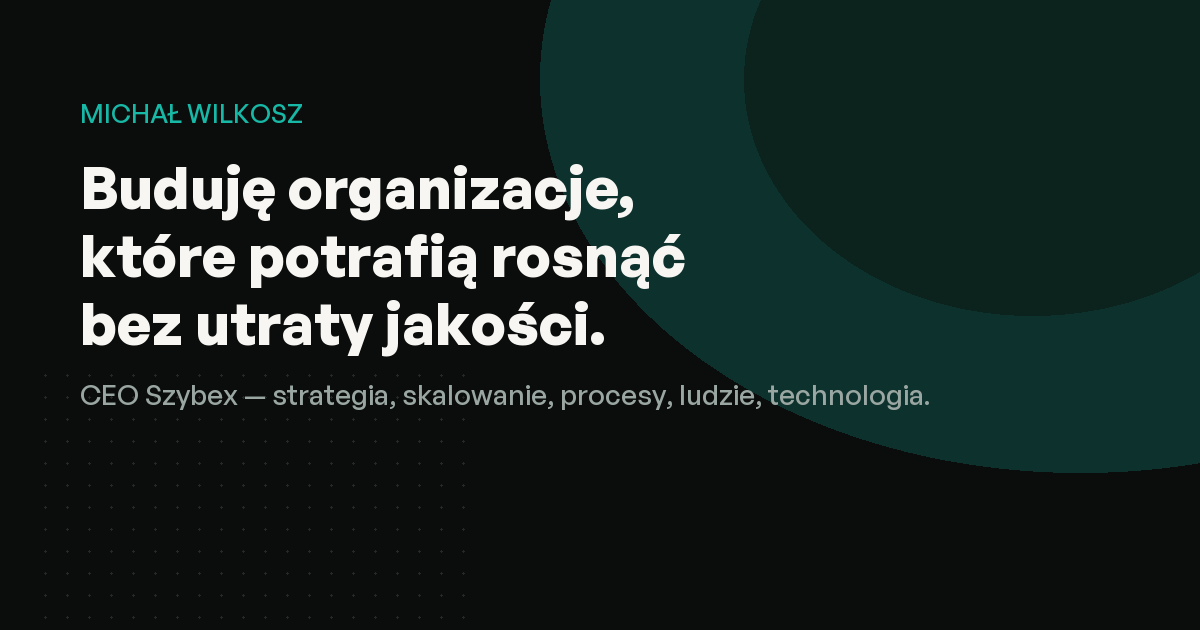 MICHAŁ WILKOSZ
Buduję organizacje,
które potrafią rosnąć
bez utraty jakości.
CEO Szybex — strategia, skalowanie, procesy, ludzie, technologia.